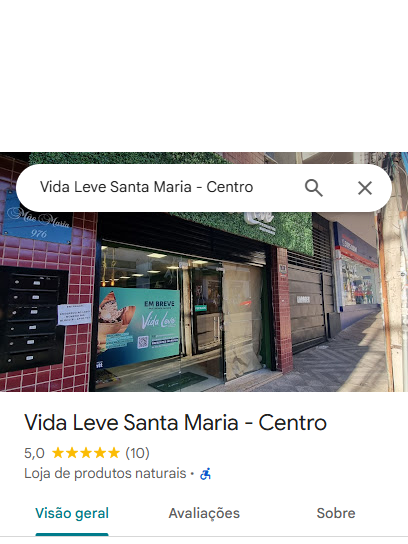 Vida Leve Santa Maria - Centro
Mãe Maria
976
EM BREVE
Vida Leve
Vida Leve Santa Maria - Centro
5,0 ★★★★★ (10)
Loja de produtos naturais ·
Visão geral
Avaliações
Sobre